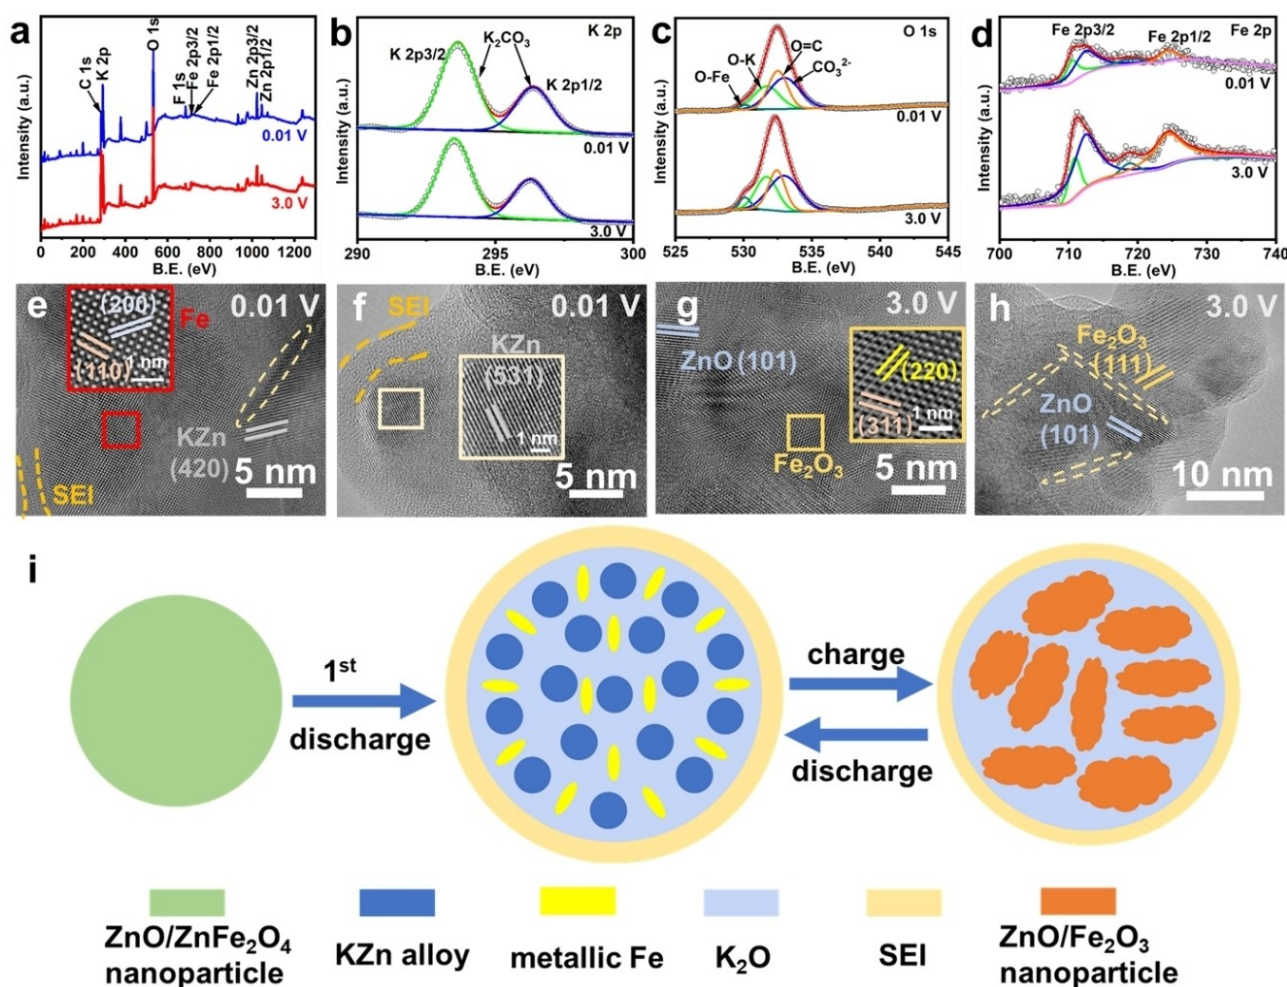 a
C 1s
K 2p
O 1s
F 1s
Fe 2p3/2
Fe 2p1/2
Zn 2p3/2
Zn 2p1/2
0.01 V
3.0 V
Intensity (a.u.)
0 200 400 600 800 1000 1200
B.E. (eV)
b
K 2p
K 2p3/2
K₂CO₃
K 2p1/2
0.01 V
3.0 V
Intensity (a.u.)
290 295 300
B.E. (eV)
c
O 1s
O-Fe
O-K
O=C
CO₃²⁻
0.01 V
3.0 V
Intensity (a.u.)
525 530 535 540 545
B.E. (eV)
d
Fe 2p3/2
Fe 2p1/2
Fe 2p
0.01 V
3.0 V
Intensity (a.u.)
700 710 720 730 740
B.E. (eV)
e
0.01 V
(200)
(110)
1 nm
Fe
KZn
(420)
SEI
5 nm
f
0.01 V
SEI
KZn
(531)
1 nm
5 nm
g
3.0 V
ZnO (101)
(220)
(311)
1 nm
Fe₂O₃
5 nm
h
3.0 V
Fe₂O₃
(111)
ZnO
(101)
10 nm
i
1st
discharge
charge
discharge
ZnO/ZnFe₂O₄
nanoparticle
KZn alloy
metallic Fe
K₂O
SEI
ZnO/Fe₂O₃
nanoparticle